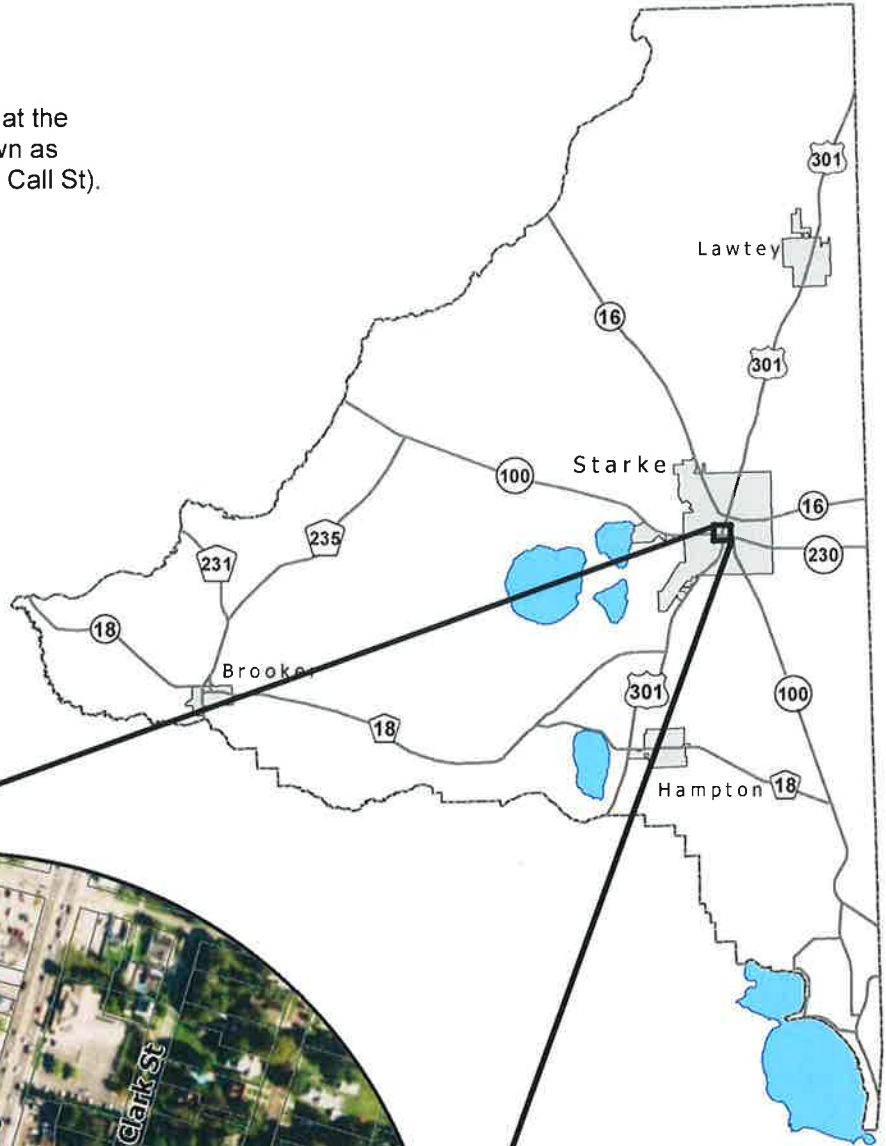 at the
wn as
Call St).
301
Lawtey
16
301
Starke
100
16
235
230
231
18
Brooker
301
100
18
Hampton
18
Clark St